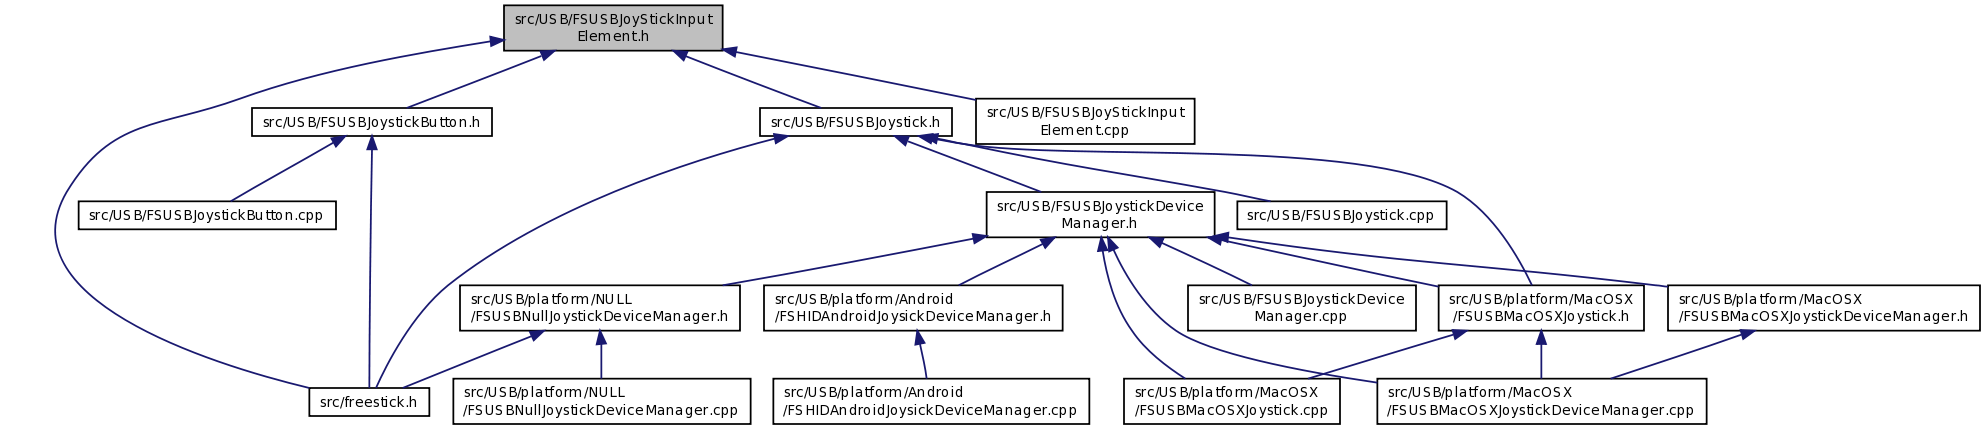 src/USB/FSUSBJoyStickInput
Element.h
src/USB/FSUSBJoystickButton.h
src/USB/FSUSBJoystick.h
src/USB/FSUSBJoyStickInput
Element.cpp
src/USB/FSUSBJoystickButton.cpp
src/USB/FSUSBJoystickDevice
Manager.h
src/USB/FSUSBJoystick.cpp
src/USB/platform/NULL
/FSUSBNullJoystickDeviceManager.h
src/USB/platform/Android
/FSHIDAndroidJoysickDeviceManager.h
src/USB/FSUSBJoystickDevice
Manager.cpp
src/USB/platform/MacOSX
/FSUSBMacOSXJoystick.h
src/USB/platform/MacOSX
/FSUSBMacOSXJoystickDeviceManager.h
src/freestick.h
src/USB/platform/NULL
/FSUSBNullJoystickDeviceManager.cpp
src/USB/platform/Android
/FSHIDAndroidJoysickDeviceManager.cpp
src/USB/platform/MacOSX
/FSUSBMacOSXJoystick.cpp
src/USB/platform/MacOSX
/FSUSBMacOSXJoystickDeviceManager.cpp